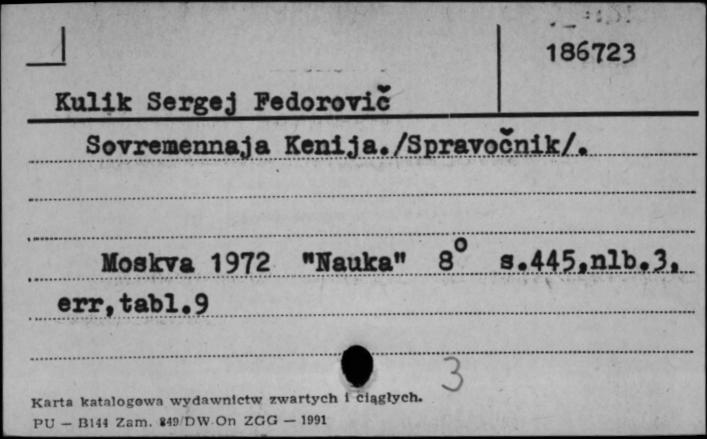 186723
Kulik Sergej Fedorovič
Sovremennaja Kenija./Spravočnik/.
Moskva 1972 "Nauka" 8° s.445,nlb.3,
err,tabl.9
3
Karta katalogowa wydawnictw zwartych i ciągłych.
PU — B144 Zam. 849/DW.On ZGG — 1991